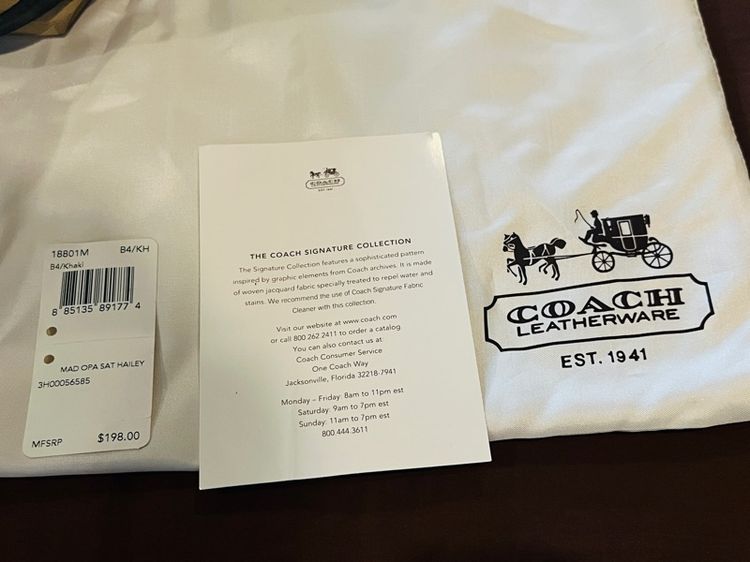 18801M B4/KH
B4/Khaki
8 85135 89177 4
MAD OPA SAT HAILEY
3H00056585
MFSRP $198.00
COACH
EST. 1941
THE COACH SIGNATURE COLLECTION
The Signature Collection features a sophisticated pattern
inspired by graphic elements from Coach archives. It is made
of woven jacquard fabric specially treated to repel water and
stains. We recommend the use of Coach Signature Fabric
Cleaner with this collection.
Visit our website at www.coach.com
or call 800 262 2411 to order a catalog.
You can also contact us at
Coach Consumer Service
One Coach Way
Jacksonville, Florida 32218-7941
Monday – Friday: 8am to 11pm est
Saturday: 9am to 7pm est
Sunday: 11am to 7pm est
800.444.3611
COACH
LEATHERWARE
EST. 1941